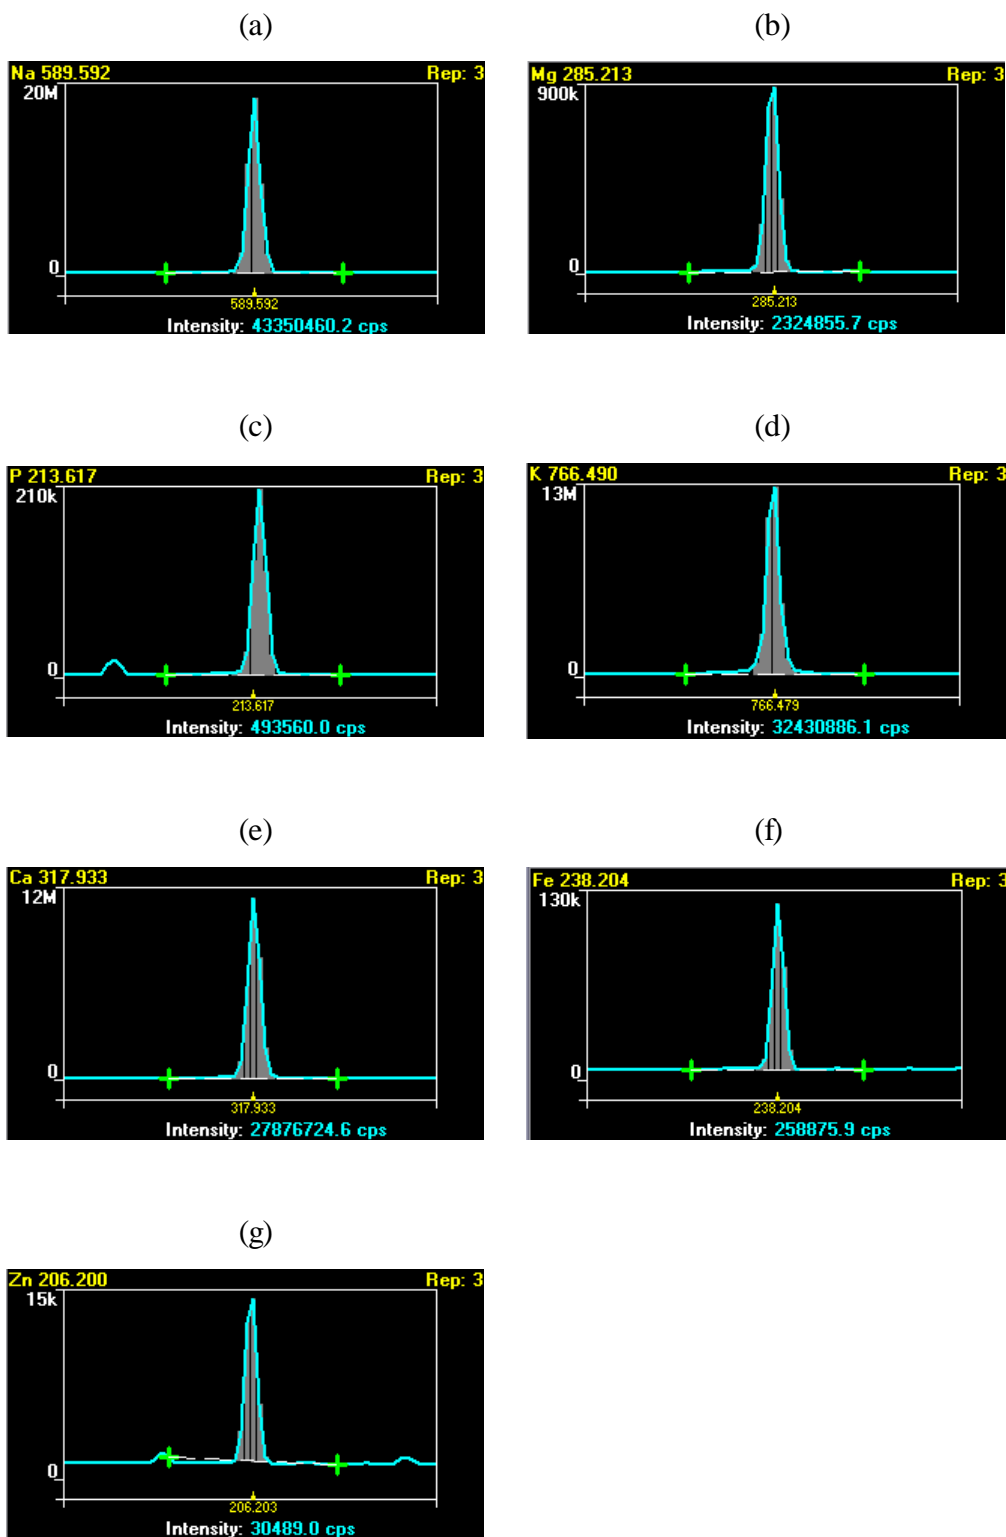 (a)
(b)
Na 589.592 Rep: 3
20M
0
589.592
Intensity: 43350460.2 cps
Mg 285.213 Rep: 3
900k
0
285.213
Intensity: 2324855.7 cps
(c)
(d)
P 213.617 Rep: 3
210k
0
213.617
Intensity: 493560.0 cps
K 766.490 Rep: 3
13M
0
766.479
Intensity: 32430886.1 cps
(e)
(f)
Ca 317.933 Rep: 3
12M
0
317.933
Intensity: 27876724.6 cps
Fe 238.204 Rep: 3
130k
0
238.204
Intensity: 258875.9 cps
(g)
Zn 206.200 Rep: 3
15k
0
206.203
Intensity: 30489.0 cps